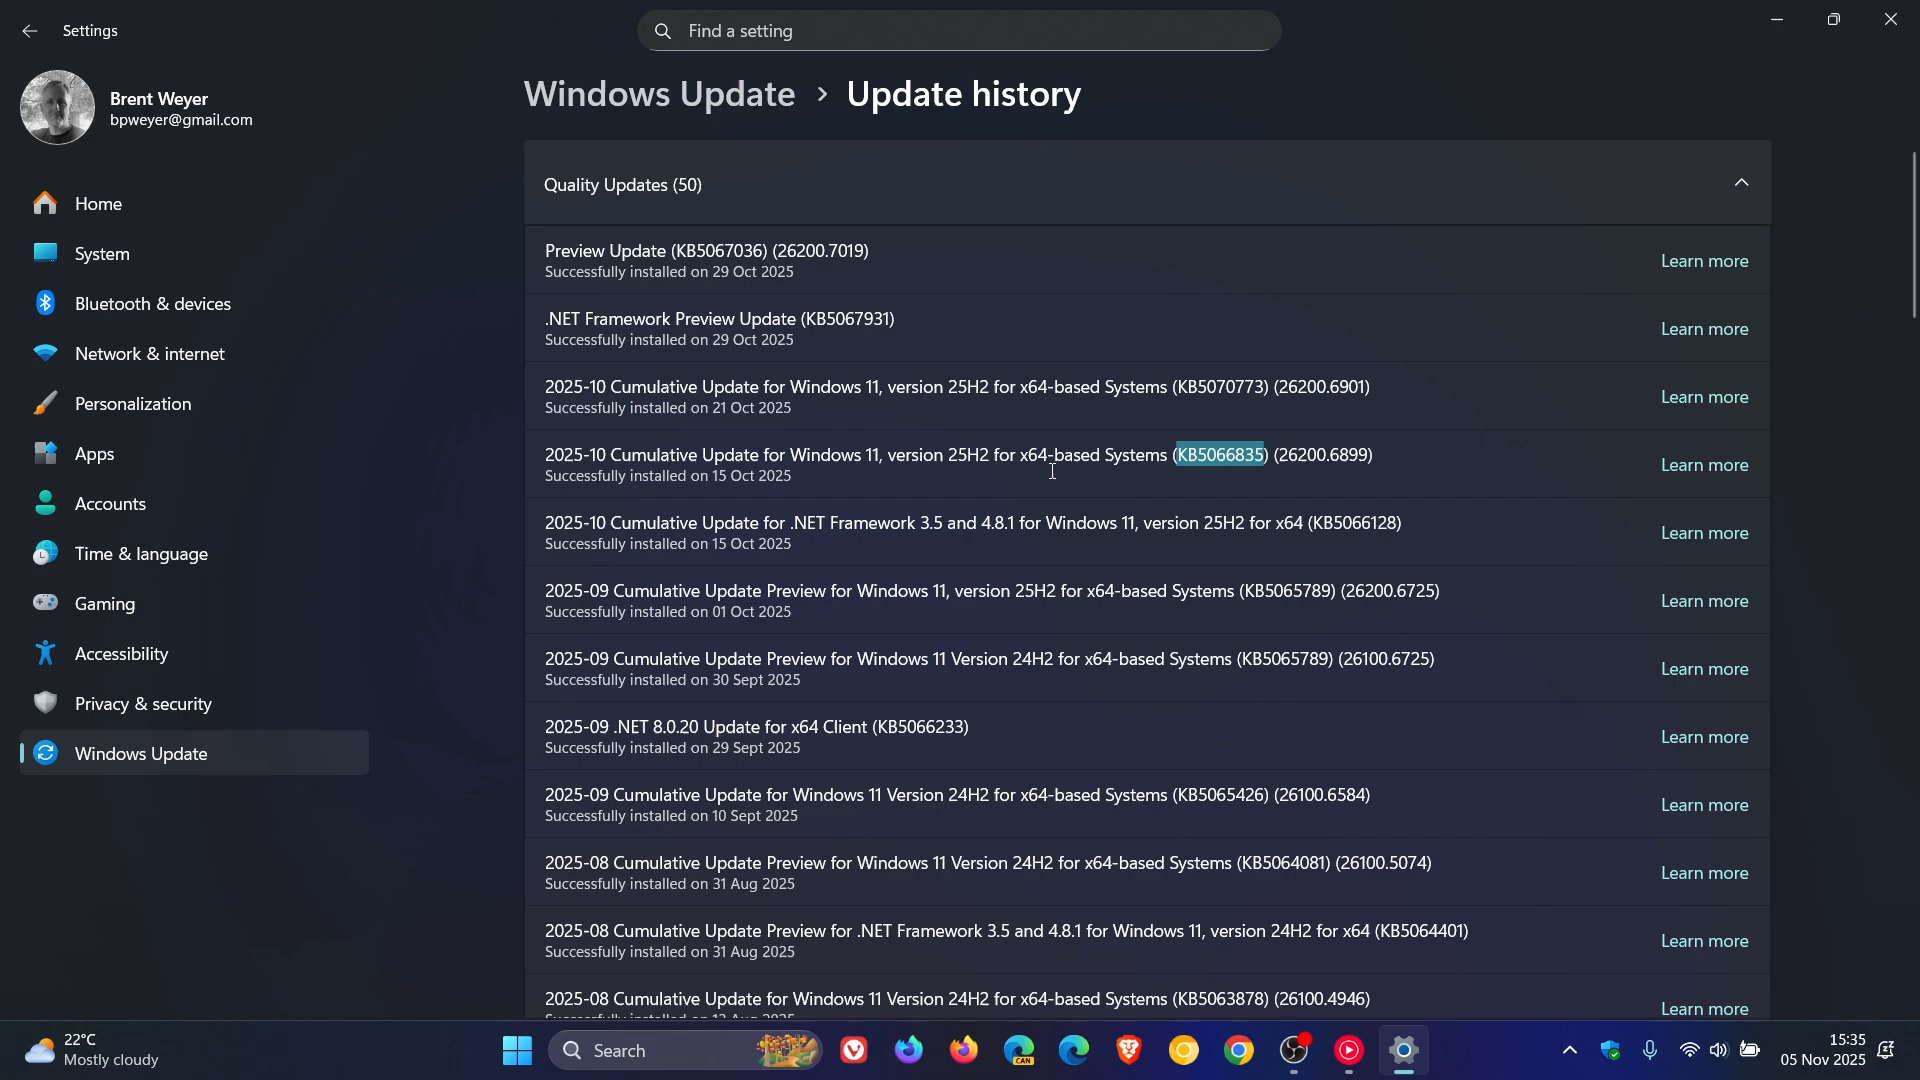 Settings
Find a setting
Brent Weyer
bpweyer@gmail.com
Home
System
Bluetooth & devices
Network & internet
Personalization
Apps
Accounts
Time & language
Gaming
Accessibility
Privacy & security
Windows Update
Windows Update > Update history
Quality Updates (50)
Preview Update (KB5067036) (26200.7019)
Successfully installed on 29 Oct 2025
Learn more
.NET Framework Preview Update (KB5067931)
Successfully installed on 29 Oct 2025
Learn more
2025-10 Cumulative Update for Windows 11, version 25H2 for x64-based Systems (KB5070773) (26200.6901)
Successfully installed on 21 Oct 2025
Learn more
2025-10 Cumulative Update for Windows 11, version 25H2 for x64-based Systems (KB5066835) (26200.6899)
Successfully installed on 15 Oct 2025
Learn more
2025-10 Cumulative Update for .NET Framework 3.5 and 4.8.1 for Windows 11, version 25H2 for x64 (KB5066128)
Successfully installed on 15 Oct 2025
Learn more
2025-09 Cumulative Update Preview for Windows 11, version 25H2 for x64-based Systems (KB5065789) (26200.6725)
Successfully installed on 01 Oct 2025
Learn more
2025-09 Cumulative Update Preview for Windows 11 Version 24H2 for x64-based Systems (KB5065789) (26100.6725)
Successfully installed on 30 Sept 2025
Learn more
2025-09 .NET 8.0.20 Update for x64 Client (KB5066233)
Successfully installed on 29 Sept 2025
Learn more
2025-09 Cumulative Update for Windows 11 Version 24H2 for x64-based Systems (KB5065426) (26100.6584)
Successfully installed on 10 Sept 2025
Learn more
2025-08 Cumulative Update Preview for Windows 11 Version 24H2 for x64-based Systems (KB5064081) (26100.5074)
Successfully installed on 31 Aug 2025
Learn more
2025-08 Cumulative Update Preview for .NET Framework 3.5 and 4.8.1 for Windows 11, version 24H2 for x64 (KB5064401)
Successfully installed on 31 Aug 2025
Learn more
2025-08 Cumulative Update for Windows 11 Version 24H2 for x64-based Systems (KB5063878) (26100.4946)
Learn more
22°C
Mostly cloudy
Search
CAN
15:35
05 Nov 2025